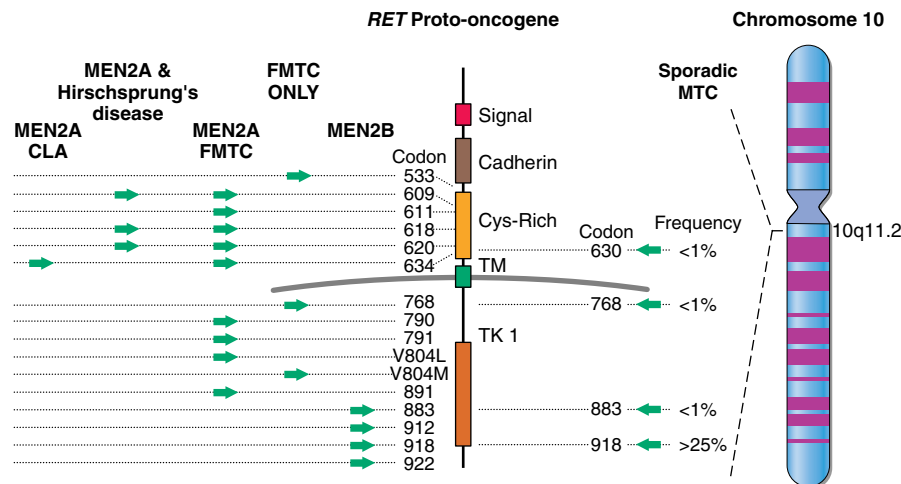 RET Proto-oncogene
Chromosome 10
MEN2A &
Hirschsprung's
disease
FMTC
ONLY
Sporadic
MTC
MEN2A
CLA
MEN2A
FMTC
MEN2B
Signal
Codon
Cadherin
533
609
611
Cys-Rich
618
620
634
TM
Codon
Frequency
630
<1%
10q11.2
768
768
<1%
790
791
TK 1
V804L
V804M
891
883
883
<1%
912
918
918
>25%
922